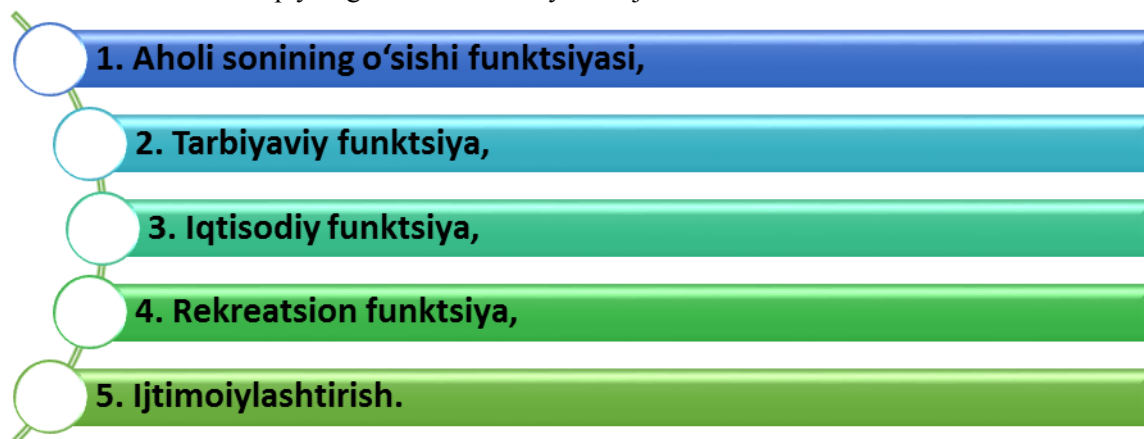 1. Aholi sonining o‘sishi funktsiyasi,
2. Tarbiyaviy funktsiya,
3. Iqtisodiy funktsiya,
4. Rekreatsion funktsiya,
5. Ijtimoiylashtirish.